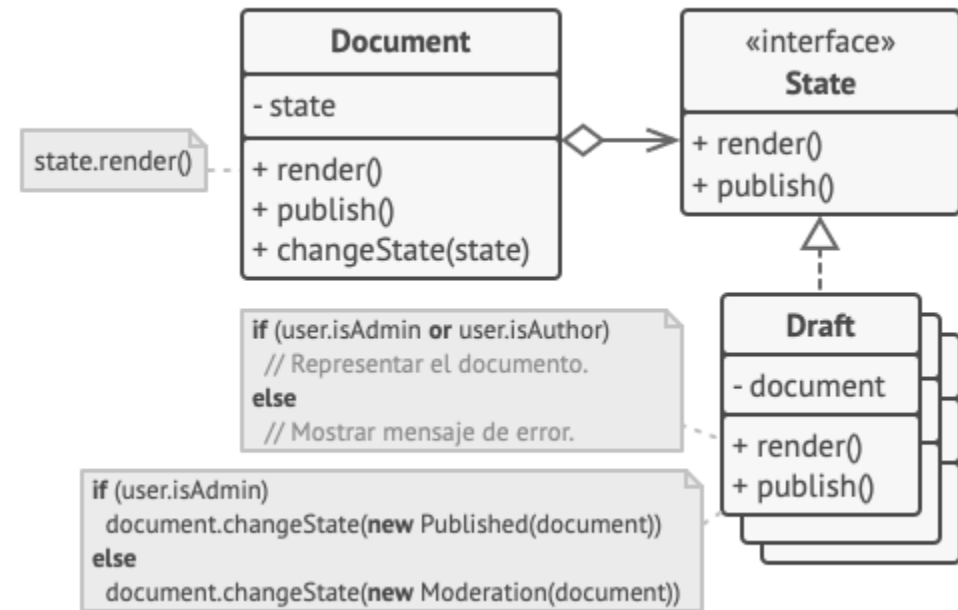 Document
- state
+ render()
+ publish()
+ changeState(state)
«interface»
State
+ render()
+ publish()
state.render()
if (user.isAdmin or user.isAuthor)
// Representar el documento.
else
// Mostrar mensaje de error.
Draft
- document
+ render()
+ publish()
if (user.isAdmin)
document.changeState(new Published(document))
else
document.changeState(new Moderation(document))